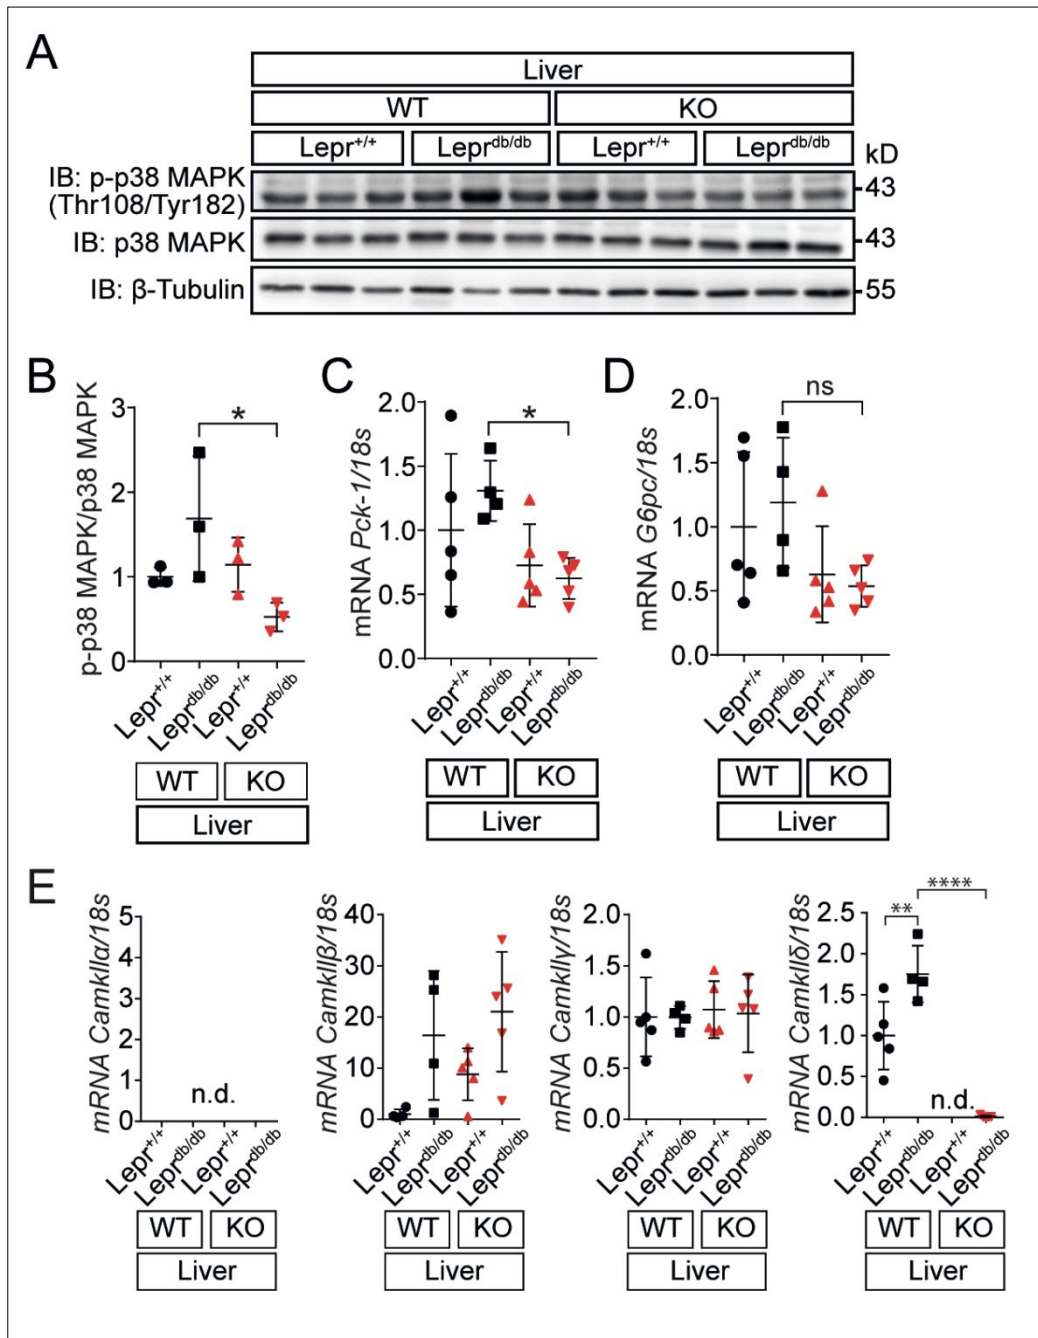 A
Liver
WT KO
Lepr+/+ Leprdb/db Lepr+/+ Leprdb/db kD
IB: p-p38 MAPK
(Thr108/Tyr182)
43
IB: p38 MAPK 43
IB: β-Tubulin 55
B
p-p38 MAPK/p38 MAPK
3
2
1
0
*
Lepr+/+ Leprdb/db Lepr+/+ Leprdb/db
WT KO
Liver
C
mRNA Pck-1/18s
2.0
1.5
1.0
0.5
0.0
*
Lepr+/+ Leprdb/db Lepr+/+ Leprdb/db
WT KO
Liver
D
mRNA G6pc/18s
2.0
1.5
1.0
0.5
0.0
ns
Lepr+/+ Leprdb/db Lepr+/+ Leprdb/db
WT KO
Liver
E
mRNA CamkIIα/18s
5
4
3
2
1
0
n.d.
Lepr+/+ Leprdb/db Lepr+/+ Leprdb/db
WT KO
Liver
mRNA CamkIIβ/18s
40
30
20
10
0
Lepr+/+ Leprdb/db Lepr+/+ Leprdb/db
WT KO
Liver
mRNA CamkIIγ/18s
2.0
1.5
1.0
0.5
0.0
Lepr+/+ Leprdb/db Lepr+/+ Leprdb/db
WT KO
Liver
mRNA CamkIIδ/18s
2.5
2.0
1.5
1.0
0.5
0.0
**
****
n.d.
Lepr+/+ Leprdb/db Lepr+/+ Leprdb/db
WT KO
Liver